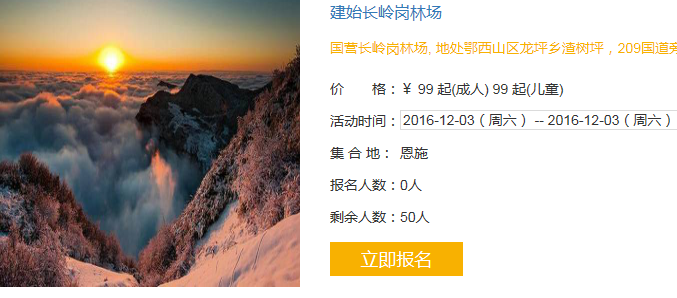 建始长岭岗林场
国营长岭岗林场, 地处鄂西山区龙坪乡渣树坪，209国道旁
价 格：¥ 99 起(成人) 99 起(儿童)
活动时间：2016-12-03（周六） -- 2016-12-03（周六）
集 合 地： 恩施
报名人数：0人
剩余人数：50人
立即报名